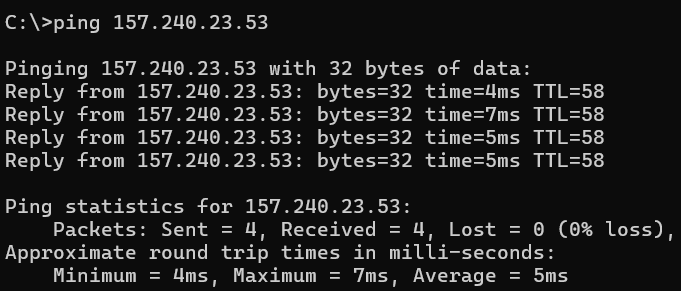 C:\>ping 157.240.23.53

Pinging 157.240.23.53 with 32 bytes of data:
Reply from 157.240.23.53: bytes=32 time=4ms TTL=58
Reply from 157.240.23.53: bytes=32 time=7ms TTL=58
Reply from 157.240.23.53: bytes=32 time=5ms TTL=58
Reply from 157.240.23.53: bytes=32 time=5ms TTL=58

Ping statistics for 157.240.23.53:
    Packets: Sent = 4, Received = 4, Lost = 0 (0% loss),
Approximate round trip times in milli-seconds:
    Minimum = 4ms, Maximum = 7ms, Average = 5ms